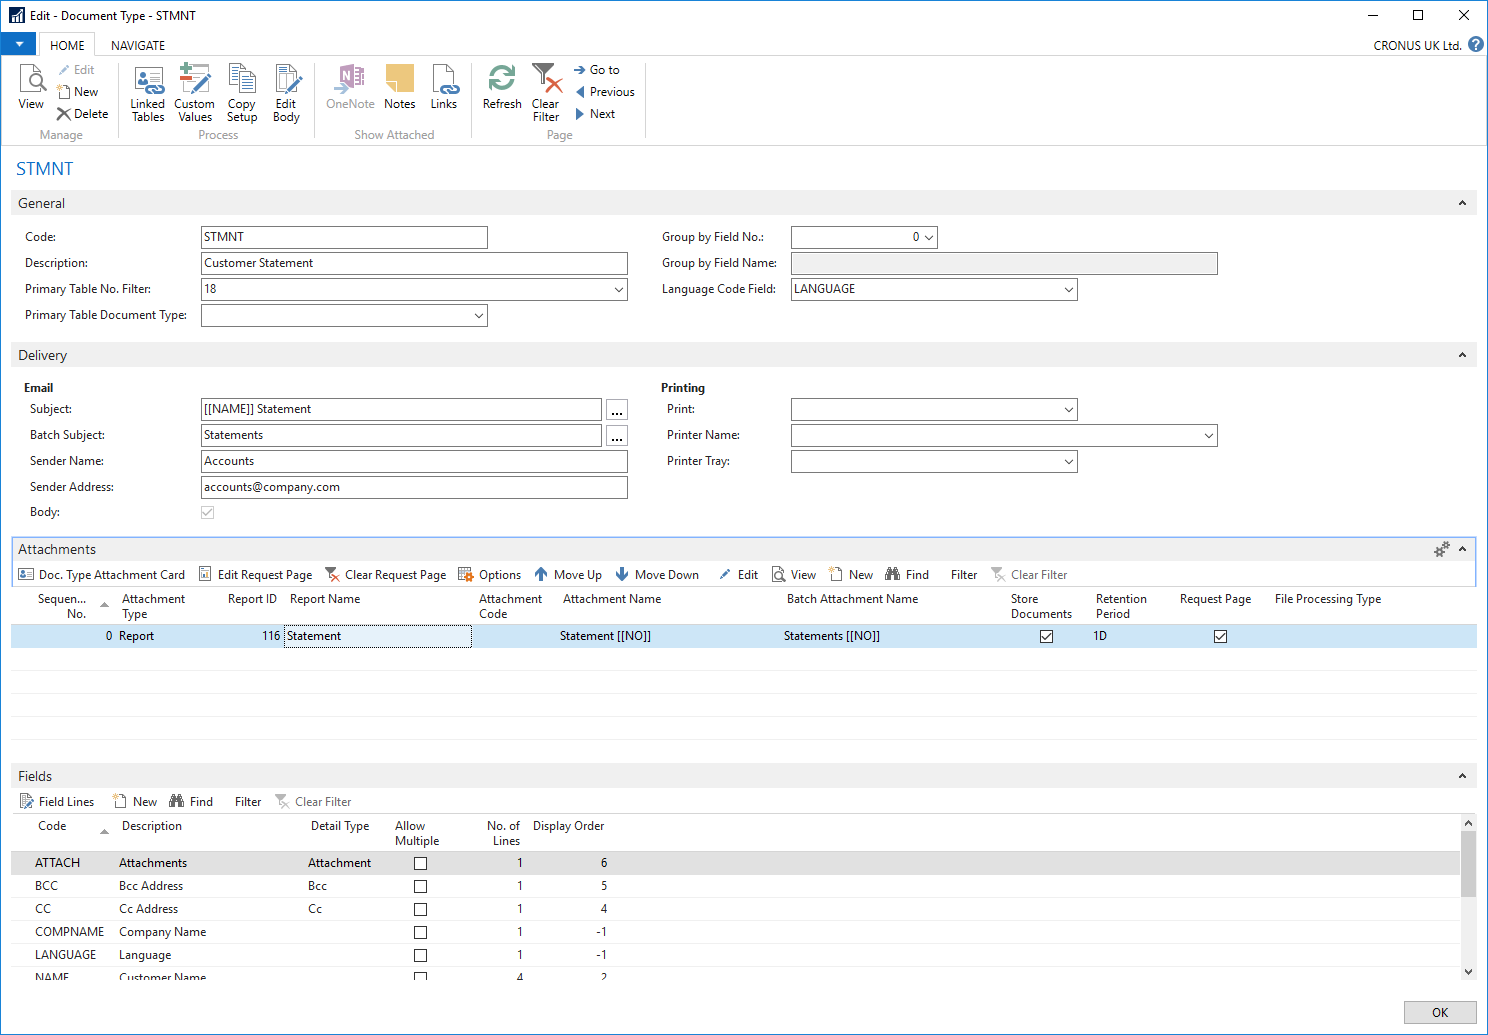 Edit - Document Type - STMNT
HOME NAVIGATE CRONUS UK Ltd. ?
View Edit New Delete Manage
Linked Tables Custom Values Copy Setup Edit Body Process
OneNote Notes Links Show Attached
Refresh Clear Filter Go to Previous Next Page
STMNT
General
Code: STMNT Group by Field No.: 0
Description: Customer Statement Group by Field Name:
Primary Table No. Filter: 18 Language Code Field: LANGUAGE
Primary Table Document Type:
Delivery
Email Printing
Subject: [[NAME]] Statement ... Print:
Batch Subject: Statements ... Printer Name:
Sender Name: Accounts Printer Tray:
Sender Address: accounts@company.com
Body:
Attachments
Doc. Type Attachment Card Edit Request Page Clear Request Page Options Move Up Move Down Edit View New Find Filter Clear Filter
Sequen... No. Attachment Type Report ID Report Name Attachment Code Attachment Name Batch Attachment Name Store Documents Retention Period Request Page File Processing Type
0 Report 116 Statement Statement [[NO]] Statements [[NO]] 1D
Fields
Field Lines New Find Filter Clear Filter
Code Description Detail Type Allow Multiple No. of Lines Display Order
ATTACH Attachments Attachment 1 6
BCC Bcc Address Bcc 1 5
CC Cc Address Cc 1 4
COMPNAME Company Name 1 -1
LANGUAGE Language 1 -1
NAME Customer Name 4 2
OK